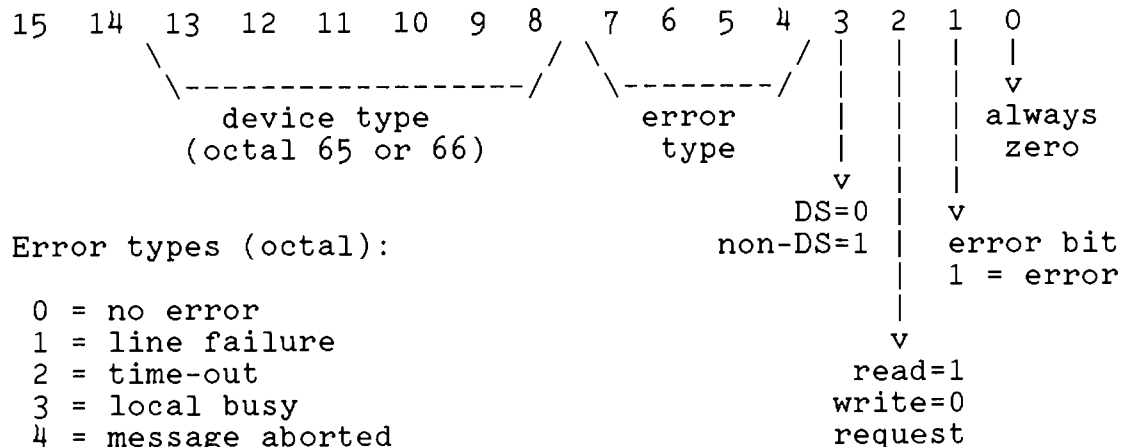 15 14 13 12 11 10 9 8 7 6 5 4 3 2 1 0
device type error always
(octal 65 or 66) type zero
DS=0
Error types (octal): non-DS=1 error bit
1 = error
0 = no error
1 = line failure
2 = time-out read=1
3 = local busy write=0
4 = message aborted request